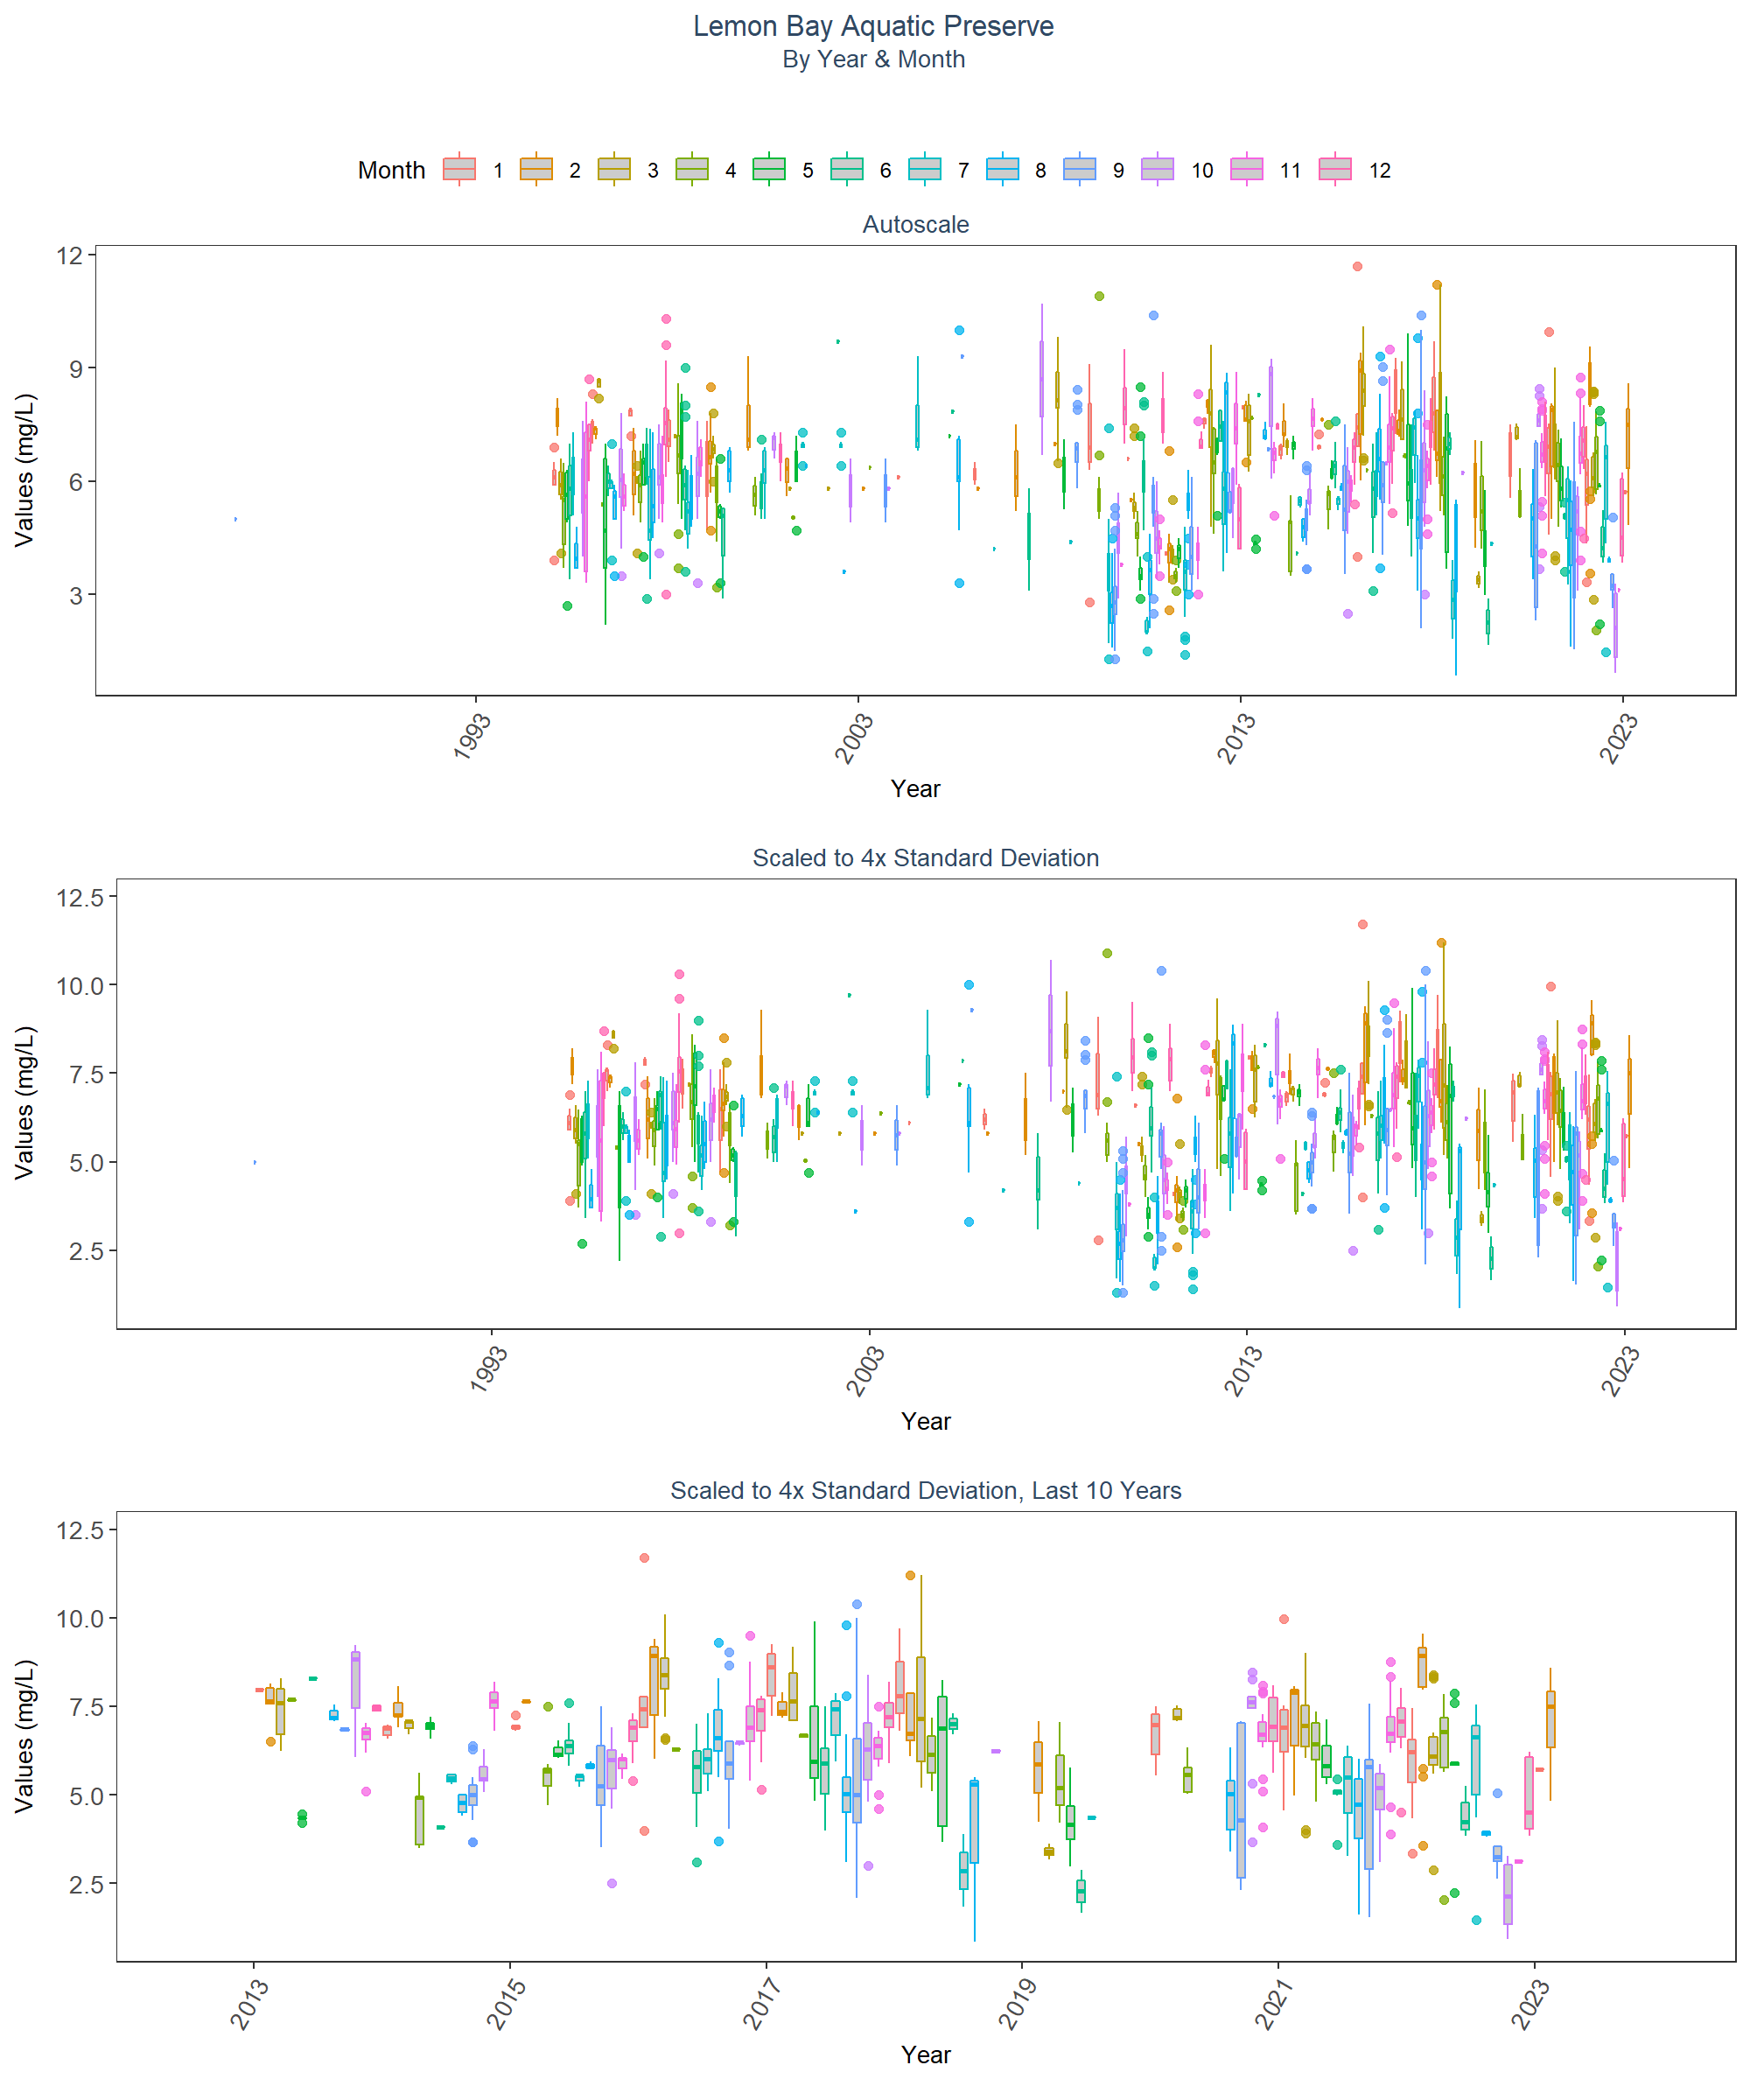 Lemon Bay Aquatic Preserve
By Year & Month
Month 1 2 3 4 5 6 7 8 9 10 11 12
Autoscale
Values (mg/L)
12
9
6
3
1993 2003 2013 2023
Year
Scaled to 4x Standard Deviation
Values (mg/L)
12.5
10.0
7.5
5.0
2.5
1993 2003 2013 2023
Year
Scaled to 4x Standard Deviation, Last 10 Years
Values (mg/L)
12.5
10.0
7.5
5.0
2.5
2013 2015 2017 2019 2021 2023
Year